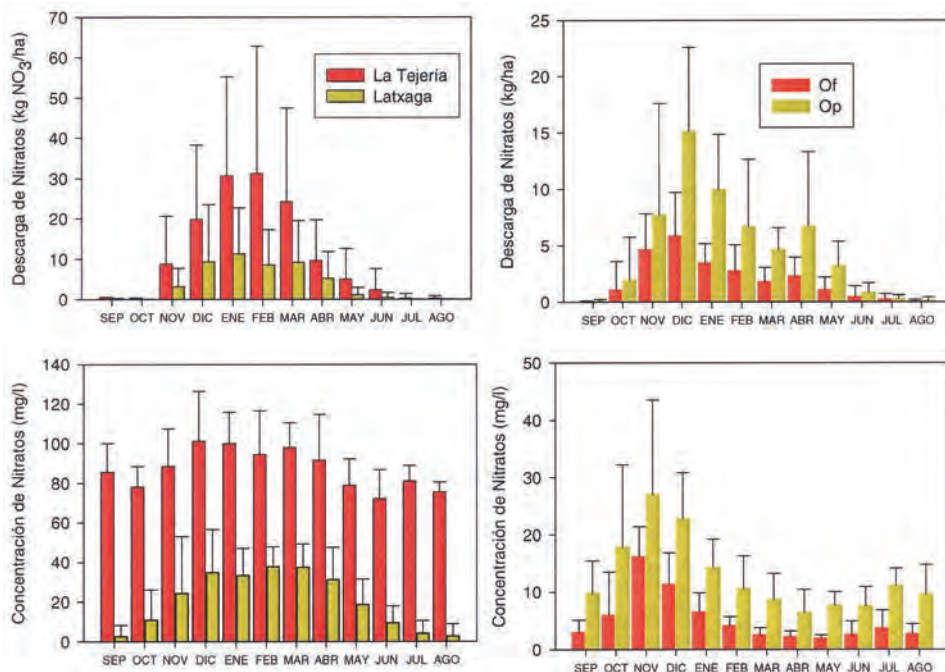 Descarga de Nitratos (kg NO3/ha)
70
60
50
40
30
20
10
0
La Tejería
Latxaga
SEP OCT NOV DIC ENE FEB MAR ABR MAY JUN JUL AGO
Descarga de Nitratos (kg/ha)
25
20
15
10
5
0
Of
Op
SEP OCT NOV DIC ENE FEB MAR ABR MAY JUN JUL AGO
Concentración de Nitratos (mg/l)
140
120
100
80
60
40
20
0
SEP OCT NOV DIC ENE FEB MAR ABR MAY JUN JUL AGO
Concentración de Nitratos (mg/l)
50
40
30
20
10
0
SEP OCT NOV DIC ENE FEB MAR ABR MAY JUN JUL AGO